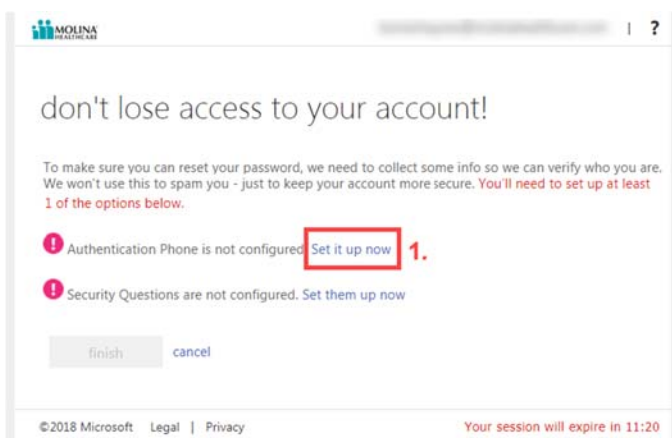 MOLINA
HEALTHCARE
| ?
don't lose access to your account!
To make sure you can reset your password, we need to collect some info so we can verify who you are.
We won't use this to spam you - just to keep your account more secure. You'll need to set up at least
1 of the options below.
! Authentication Phone is not configured Set it up now 1.
! Security Questions are not configured. Set them up now
finish cancel
©2018 Microsoft Legal | Privacy Your session will expire in 11:20